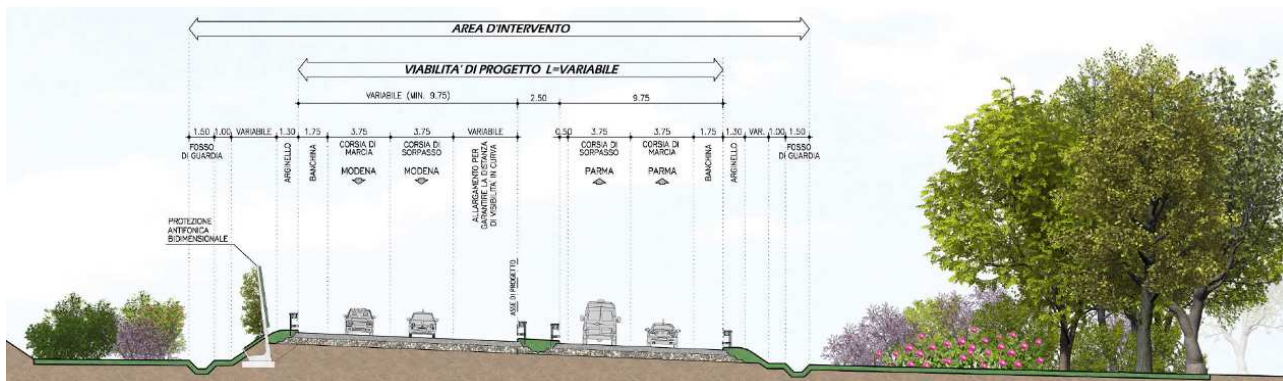 AREA D'INTERVENTO
VIABILITA' DI PROGETTO L=VARIABILE
VARIABILE (MIN. 9.75) 2.50 9.75
1.50 1.00 VARIABILE 1.30 1.75 3.75 3.75 VARIABILE 0.50 3.75 3.75 1.75 1.30 VAR. 1.00 1.50
FOSSO
DI GUARDIA
ARGINELLO
BANCHINA
CORSIA DI
MARCIA
MODENA
CORSIA DI
SORPASSO
MODENA
ALLARGAMENTO PER
GARANTIRE LA DISTANZA
DI VISIBILITA' IN CURVA
ASSE DI PROGETTO
CORSIA DI
SORPASSO
PARMA
CORSIA DI
MARCIA
PARMA
BANCHINA
ARGINELLO
FOSSO
DI GUARDIA
PROTEZIONE
ANTIFONICA
BIDIMENSIONALE